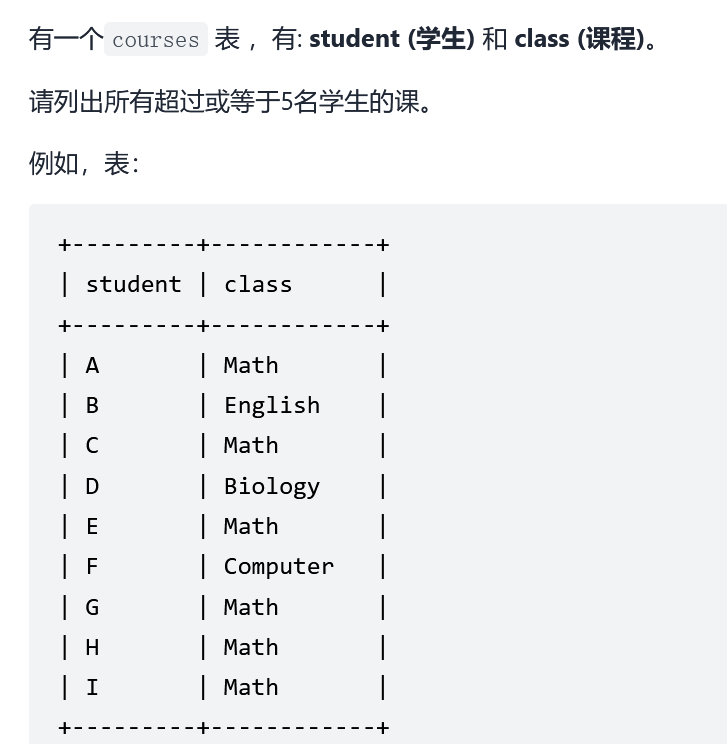 有一个 courses 表 ，有: student (学生) 和 class (课程)。
请列出所有超过或等于5名学生的课。
例如，表：
+---------+------------+
| student | class      |
+---------+------------+
| A       | Math       |
| B       | English    |
| C       | Math       |
| D       | Biology    |
| E       | Math       |
| F       | Computer   |
| G       | Math       |
| H       | Math       |
| I       | Math       |
+---------+------------+